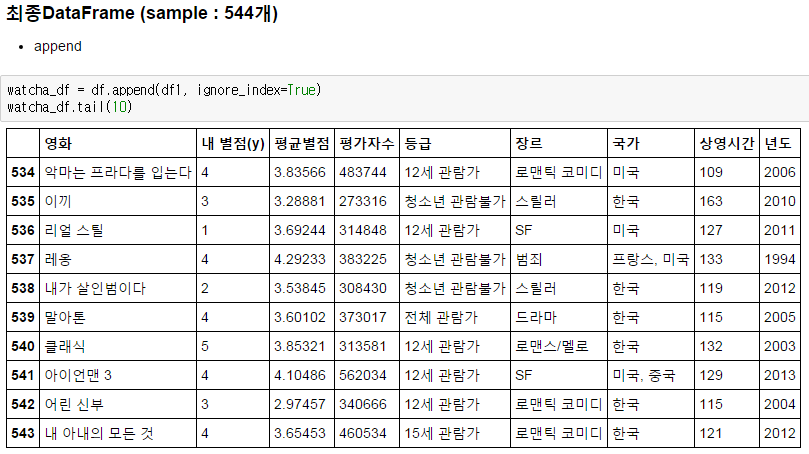 최종DataFrame (sample : 544개)
• append
watcha_df = df.append(df1, ignore_index=True)
watcha_df.tail(10)
영화 내 별점(y) 평균별점 평가자수 등급 장르 국가 상영시간 년도
534 악마는 프라다를 입는다 4 3.83566 483744 12세 관람가 로맨틱 코미디 미국 109 2006
535 이끼 3 3.28881 273316 청소년 관람불가 스릴러 한국 163 2010
536 리얼 스틸 1 3.69244 314848 12세 관람가 SF 미국 127 2011
537 레옹 4 4.29233 383225 청소년 관람불가 범죄 프랑스, 미국 133 1994
538 내가 살인범이다 2 3.53845 308430 청소년 관람불가 스릴러 한국 119 2012
539 말아톤 4 3.60102 373017 전체 관람가 드라마 한국 115 2005
540 클래식 5 3.85321 313581 12세 관람가 로맨스/멜로 한국 132 2003
541 아이언맨 3 4 4.10486 562034 12세 관람가 SF 미국, 중국 129 2013
542 어린 신부 3 2.97457 340666 12세 관람가 로맨틱 코미디 한국 115 2004
543 내 아내의 모든 것 4 3.65453 460534 15세 관람가 로맨틱 코미디 한국 121 2012